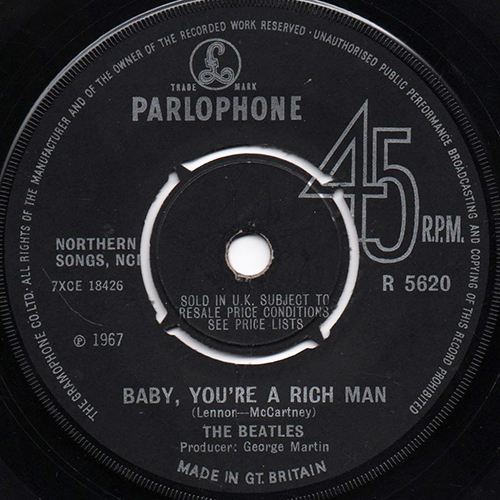 THE GRAMOPHONE CO. LTD. ALL RIGHTS OF THE MANUFACTURER AND OF THE OWNER OF THE RECORDED WORK RESERVED · UNAUTHORISED PUBLIC PERFORMANCE BROADCASTING AND COPYING OF THIS RECORD PROHIBITED
£
TRADE MARK
PARLOPHONE
45
R.P.M.
NORTHERN
SONGS, NCB
7XCE 18426
R 5620
SOLD IN U.K. SUBJECT TO
RESALE PRICE CONDITIONS,
SEE PRICE LISTS
℗ 1967
BABY, YOU'RE A RICH MAN
(Lennon—McCartney)
THE BEATLES
Producer: George Martin
MADE IN GT. BRITAIN